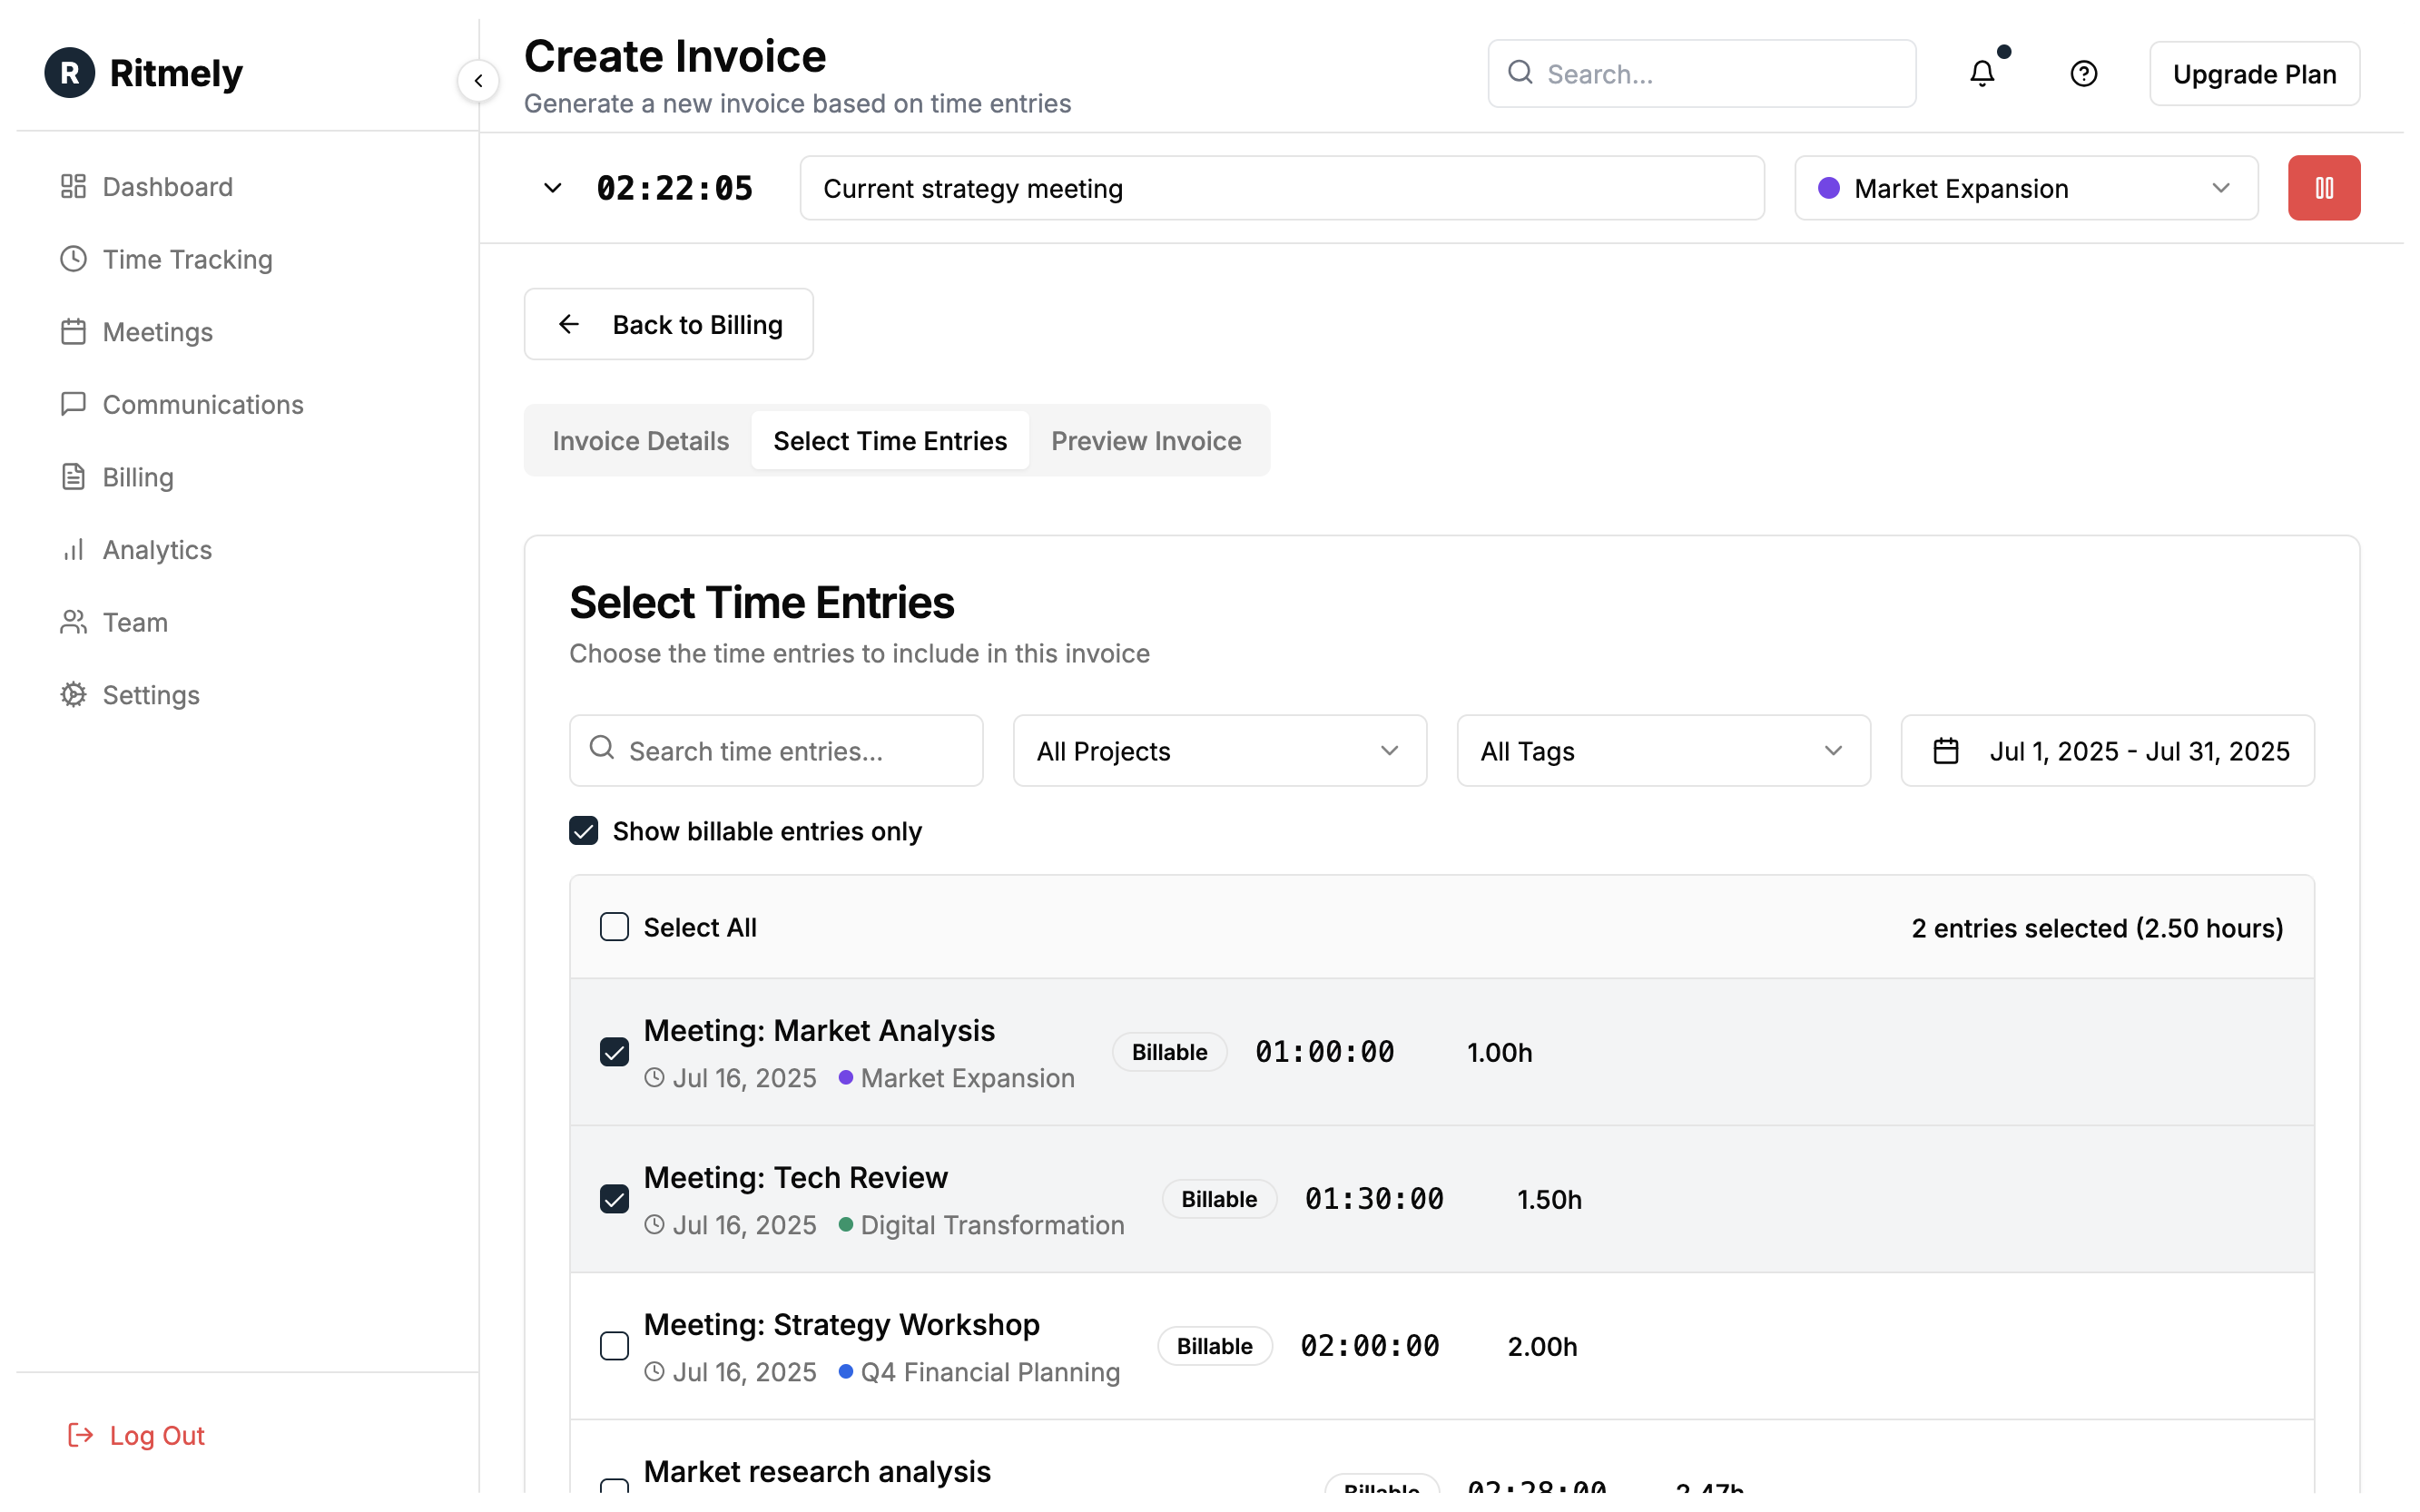 R Ritmely
Dashboard
Time Tracking
Meetings
Communications
Billing
Analytics
Team
Settings
Log Out
Create Invoice
Generate a new invoice based on time entries
Search...
Upgrade Plan
02:22:05
Current strategy meeting
Market Expansion
Back to Billing
Invoice Details
Select Time Entries
Preview Invoice
Select Time Entries
Choose the time entries to include in this invoice
Search time entries...
All Projects
All Tags
Jul 1, 2025 - Jul 31, 2025
Show billable entries only
Select All
2 entries selected (2.50 hours)
Meeting: Market Analysis
Jul 16, 2025 Market Expansion
Billable
01:00:00
1.00h
Meeting: Tech Review
Jul 16, 2025 Digital Transformation
Billable
01:30:00
1.50h
Meeting: Strategy Workshop
Jul 16, 2025 Q4 Financial Planning
Billable
02:00:00
2.00h
Market research analysis
Billable
02:28:00
2.47h